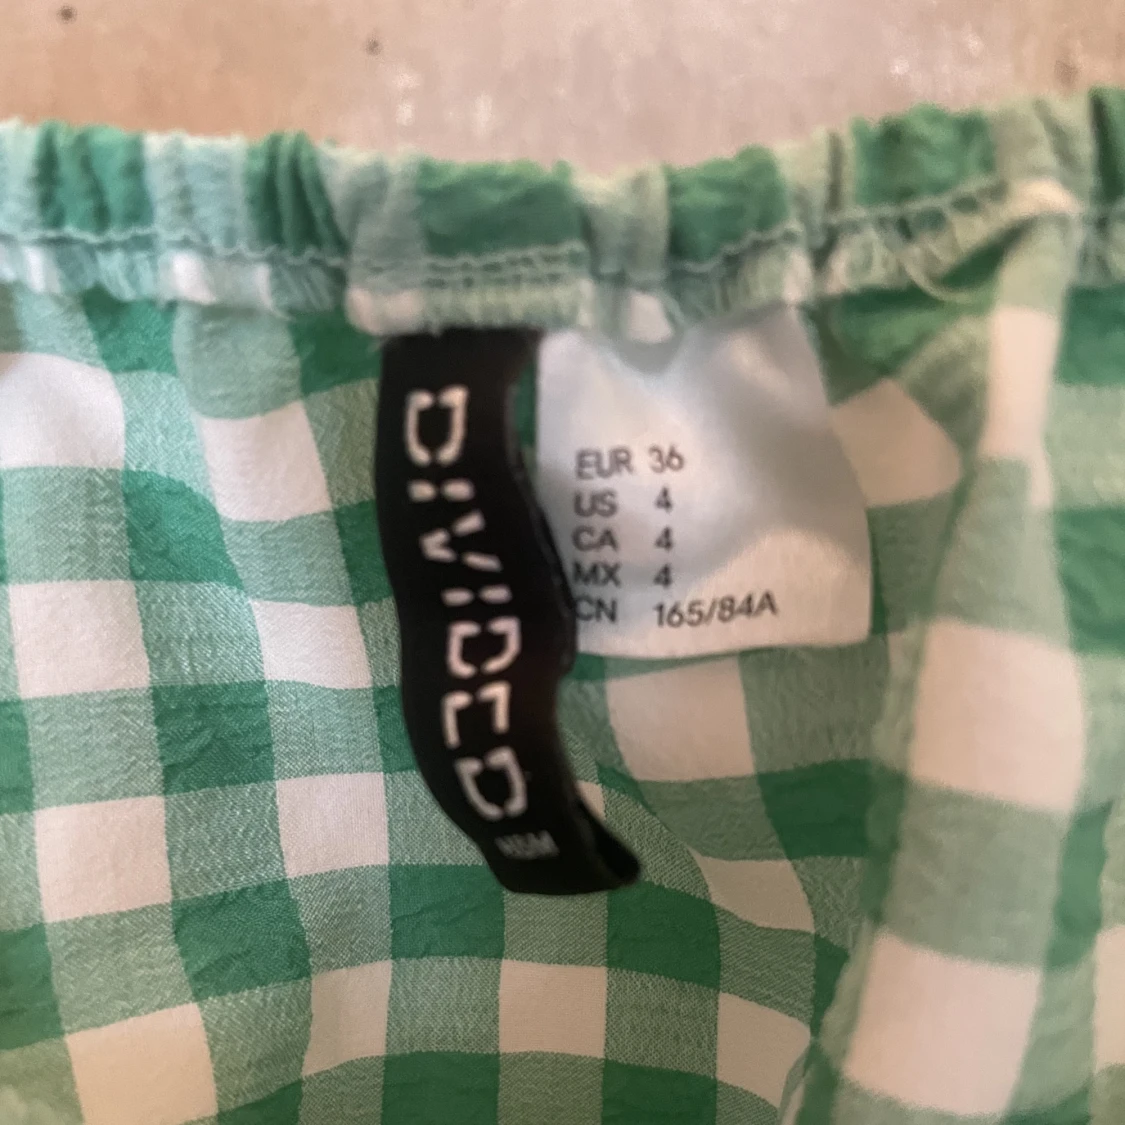 DIVIDED
H&M
EUR 36
US 4
CA 4
MX 4
CN 165/84A